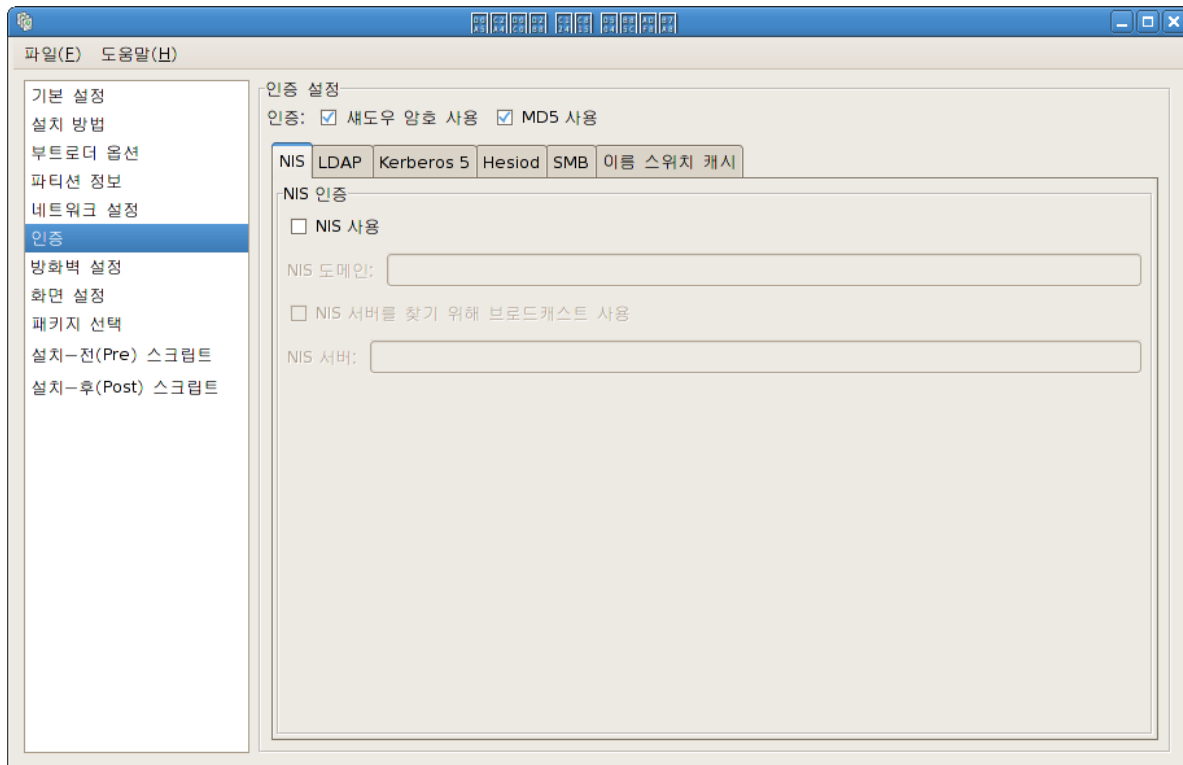 파일(F) 도움말(H)
기본 설정
설치 방법
부트로더 옵션
파티션 정보
네트워크 설정
인증
방화벽 설정
화면 설정
패키지 선택
설치-전(Pre) 스크립트
설치-후(Post) 스크립트
인증 설정
인증: 섀도우 암호 사용 MD5 사용
NIS LDAP Kerberos 5 Hesiod SMB 이름 스위치 캐시
NIS 인증
NIS 사용
NIS 도메인:
NIS 서버를 찾기 위해 브로드캐스트 사용
NIS 서버: